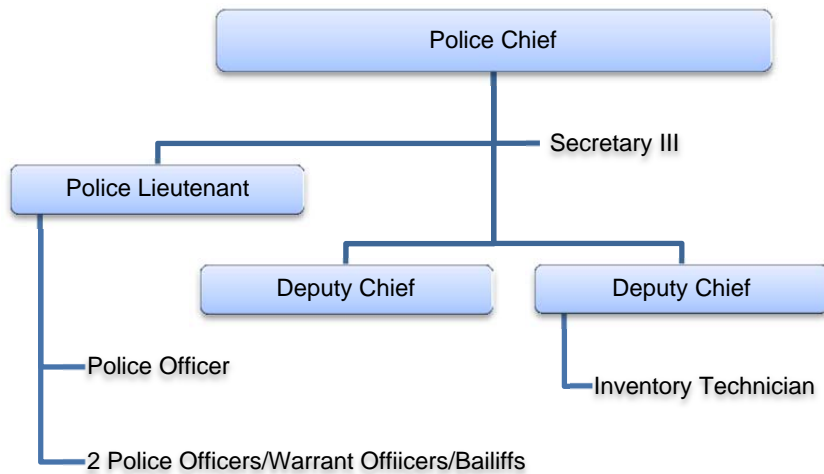 Police Chief
Secretary III
Police Lieutenant
Deputy Chief
Deputy Chief
Police Officer
Inventory Technician
2 Police Officers/Warrant Offiicers/Bailiffs